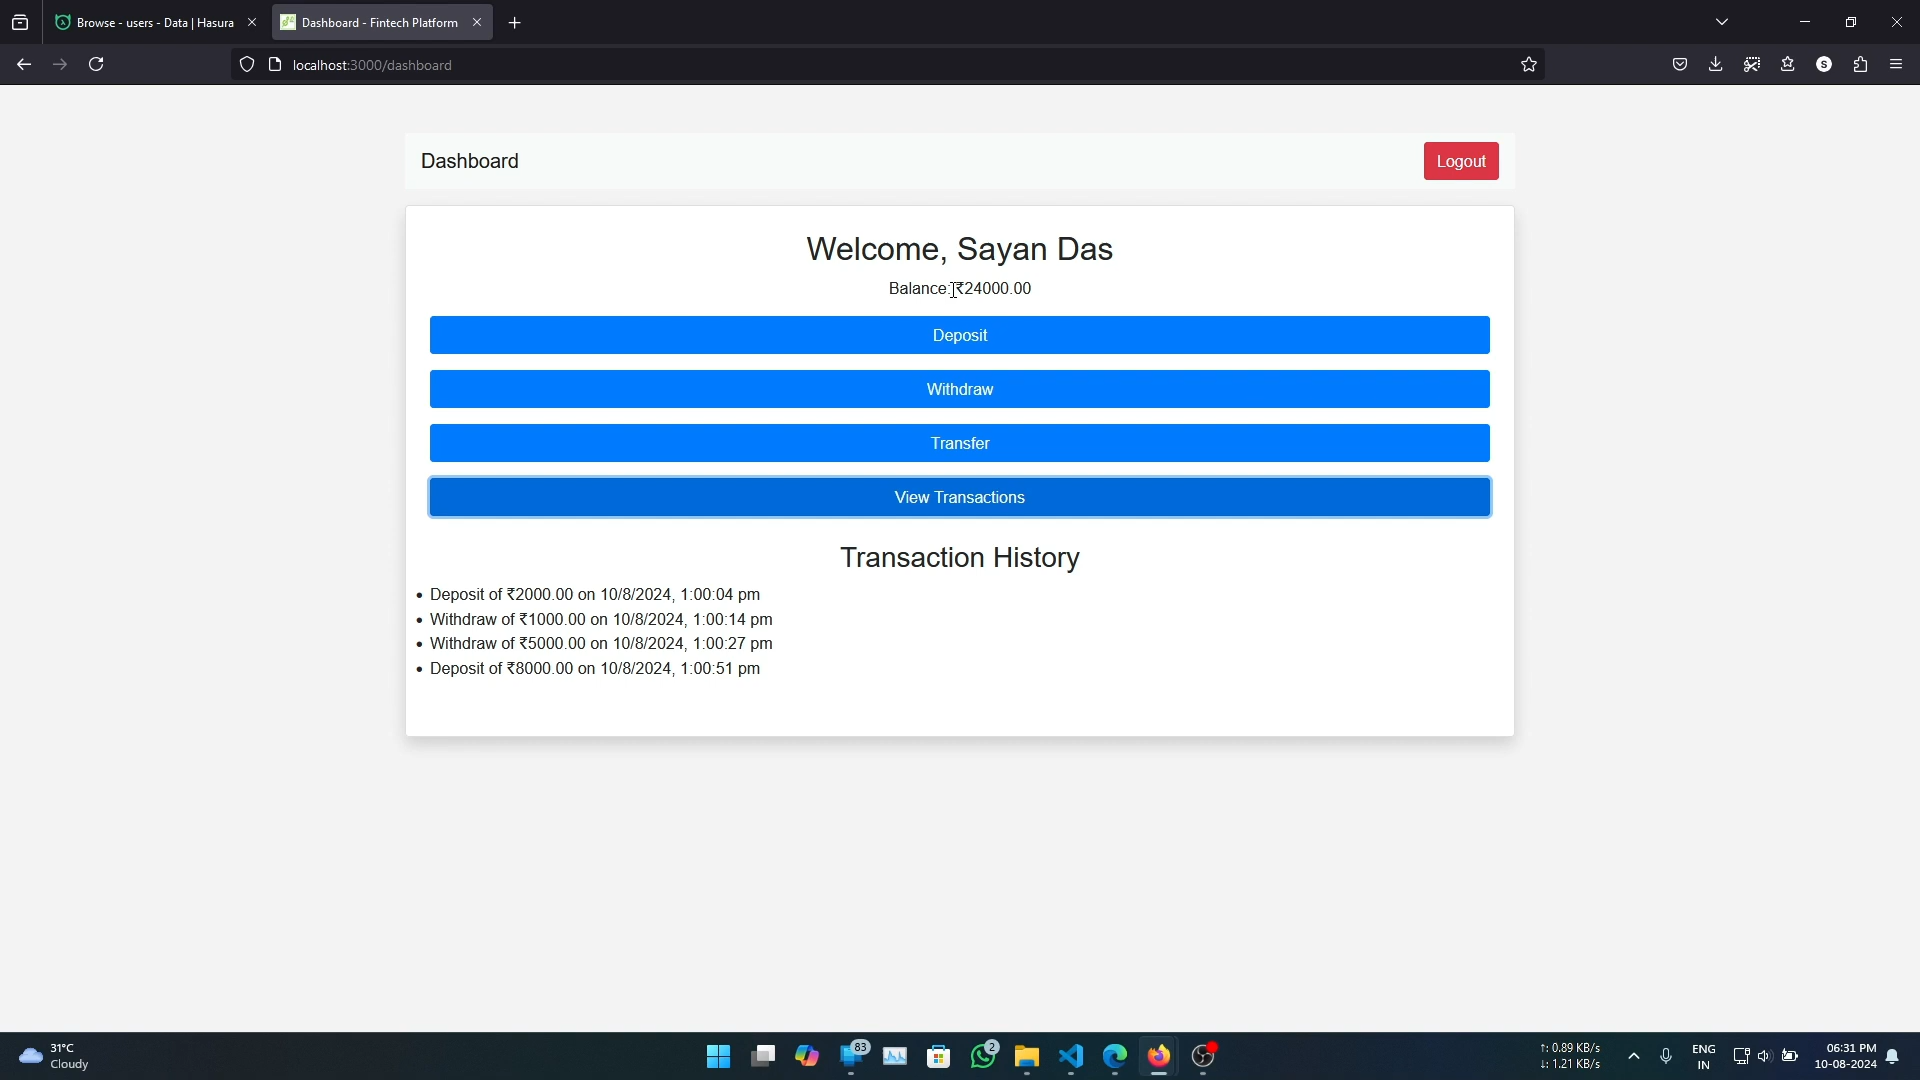 Browse - users - Data | Hasura
Dashboard - Fintech Platform
localhost:3000/dashboard
S
Dashboard
Logout
Welcome, Sayan Das
Balance: ₹24000.00
Deposit
Withdraw
Transfer
View Transactions
Transaction History
• Deposit of ₹2000.00 on 10/8/2024, 1:00:04 pm
• Withdraw of ₹1000.00 on 10/8/2024, 1:00:14 pm
• Withdraw of ₹5000.00 on 10/8/2024, 1:00:27 pm
• Deposit of ₹8000.00 on 10/8/2024, 1:00:51 pm
31°C
Cloudy
83
2
↑: 0.89 KB/s
↓: 1.21 KB/s
ENG
IN
06:31 PM
10-08-2024